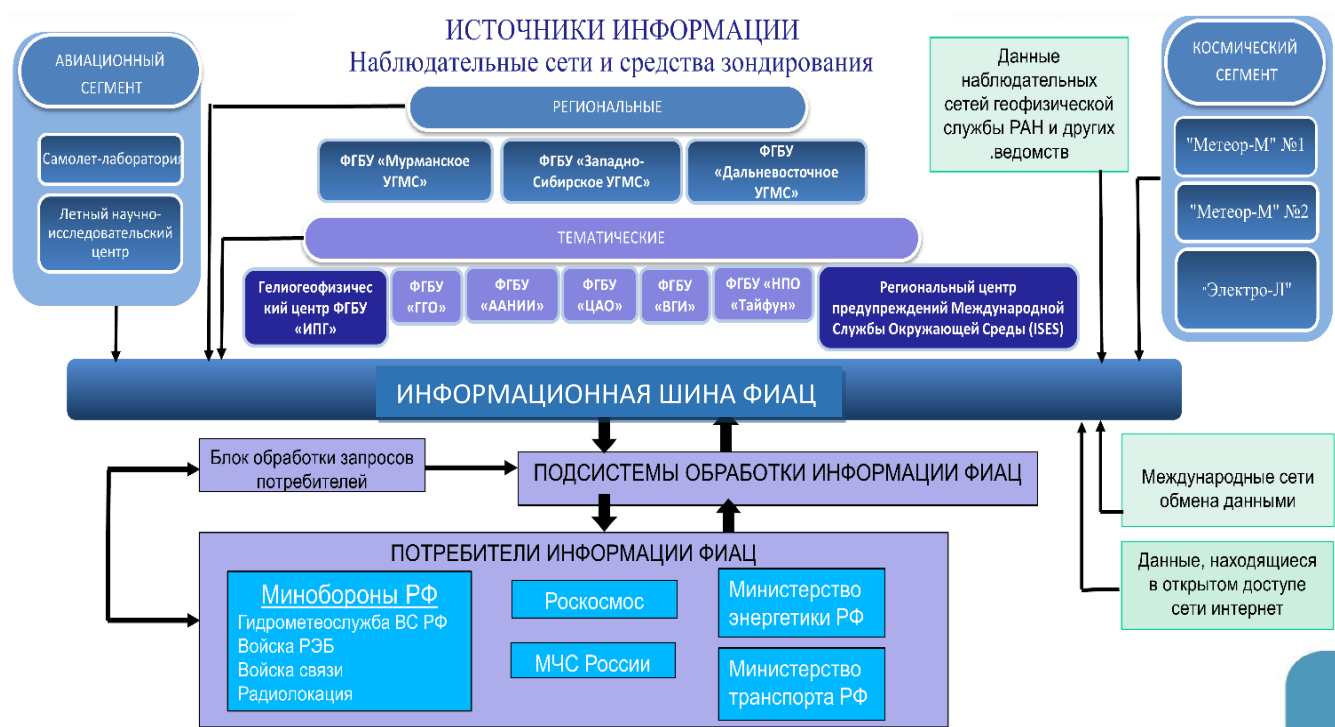 ИСТОЧНИКИ ИНФОРМАЦИИ
Наблюдательные сети и средства зондирования
АВИАЦИОННЫЙ
СЕГМЕНТ
Самолет-лаборатория
Летный научно-
исследовательский
центр
РЕГИОНАЛЬНЫЕ
ФГБУ «Мурманское
УГМС»
ФГБУ «Западно-
Сибирское УГМС»
ФГБУ
«Дальневосточное
УГМС»
ТЕМАТИЧЕСКИЕ
Гелиогеофизичес
кий центр ФГБУ
«ИПГ»
ФГБУ
«ГГО»
ФГБУ
«ААНИИ»
ФГБУ
«ЦАО»
ФГБУ
«ВГИ»
ФГБУ «НПО
«Тайфун»
Региональный центр
предупреждений Международной
Службы Окружающей Среды (ISES)
Данные
наблюдательных
сетей геофизической
службы РАН и других
.ведомств
КОСМИЧЕСКИЙ
СЕГМЕНТ
"Метеор-М" №1
"Метеор-М" №2
"Электро-Л"
ИНФОРМАЦИОННАЯ ШИНА ФИАЦ
Блок обработки запросов
потребителей
ПОДСИСТЕМЫ ОБРАБОТКИ ИНФОРМАЦИИ ФИАЦ
Международные сети
обмена данными
Данные, находящиеся
в открытом доступе
сети интернет
ПОТРЕБИТЕЛИ ИНФОРМАЦИИ ФИАЦ
Минобороны РФ
Гидрометеослужба ВС РФ
Войска РЭБ
Войска связи
Радиолокация
Роскосмос
МЧС России
Министерство
энергетики РФ
Министерство
транспорта РФ